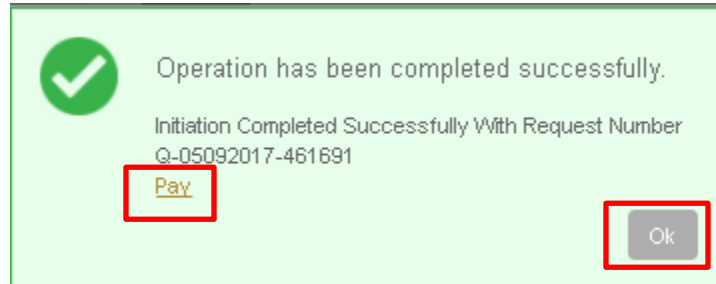 Operation has been completed successfully.
Initiation Completed Successfully With Request Number
Q-05092017-461691
Pay
Ok